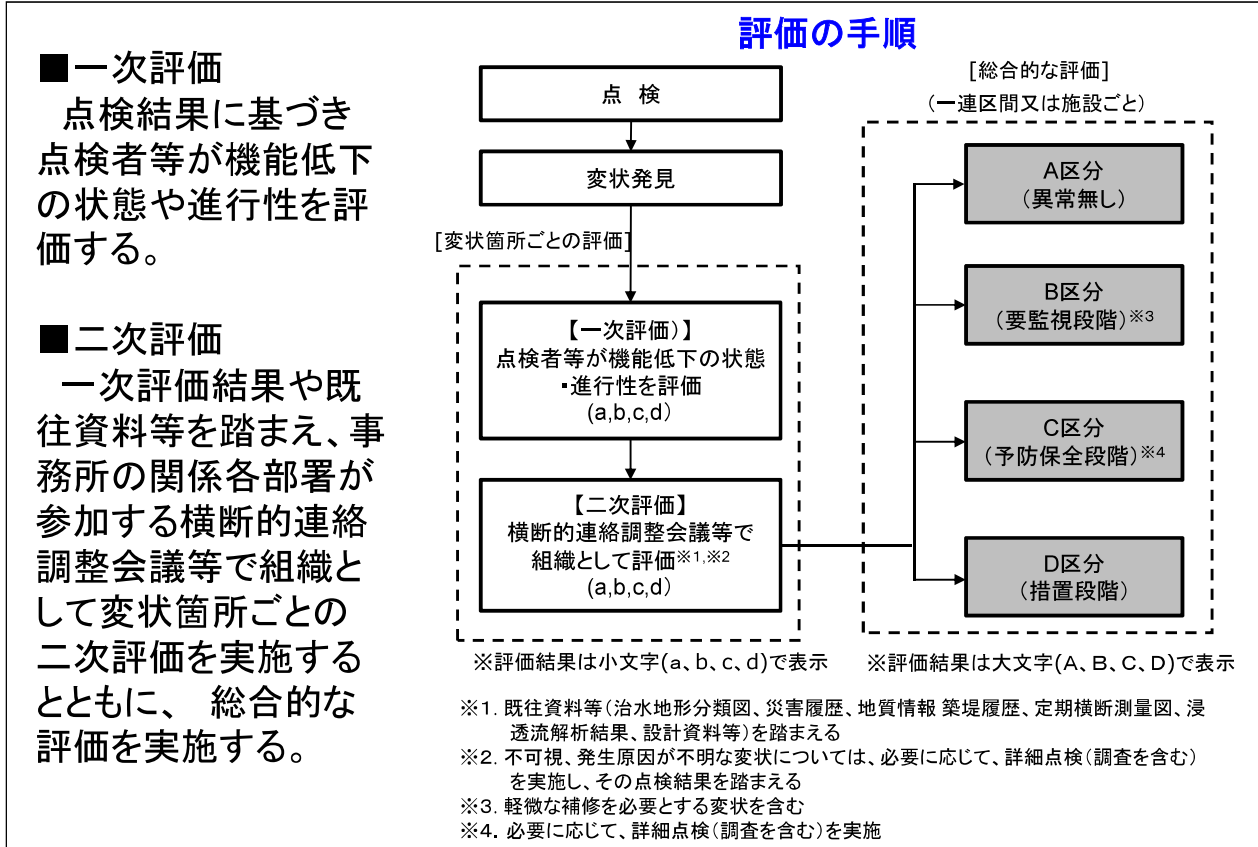 評価の手順
■一次評価
点検結果に基づき
点検者等が機能低下
の状態や進行性を評
価する。
■二次評価
一次評価結果や既
往資料等を踏まえ、事
務所の関係各部署が
参加する横断的連絡
調整会議等で組織と
して変状箇所ごとの
二次評価を実施する
とともに、 総合的な
評価を実施する。
点 検
変状発見
[変状箇所ごとの評価]
【一次評価)】
点検者等が機能低下の状態
・進行性を評価
(a,b,c,d)
【二次評価】
横断的連絡調整会議等で
組織として評価※1,※2
(a,b,c,d)
※評価結果は小文字(a、b、c、d)で表示
[総合的な評価]
(一連区間又は施設ごと)
A区分
(異常無し)
B区分
(要監視段階)※3
C区分
(予防保全段階)※4
D区分
(措置段階)
※評価結果は大文字(A、B、C、D)で表示
※1. 既往資料等(治水地形分類図、災害履歴、地質情報 築堤履歴、定期横断測量図、浸
透流解析結果、設計資料等)を踏まえる
※2. 不可視、発生原因が不明な変状については、必要に応じて、詳細点検(調査を含む)
を実施し、その点検結果を踏まえる
※3. 軽微な補修を必要とする変状を含む
※4. 必要に応じて、詳細点検(調査を含む)を実施